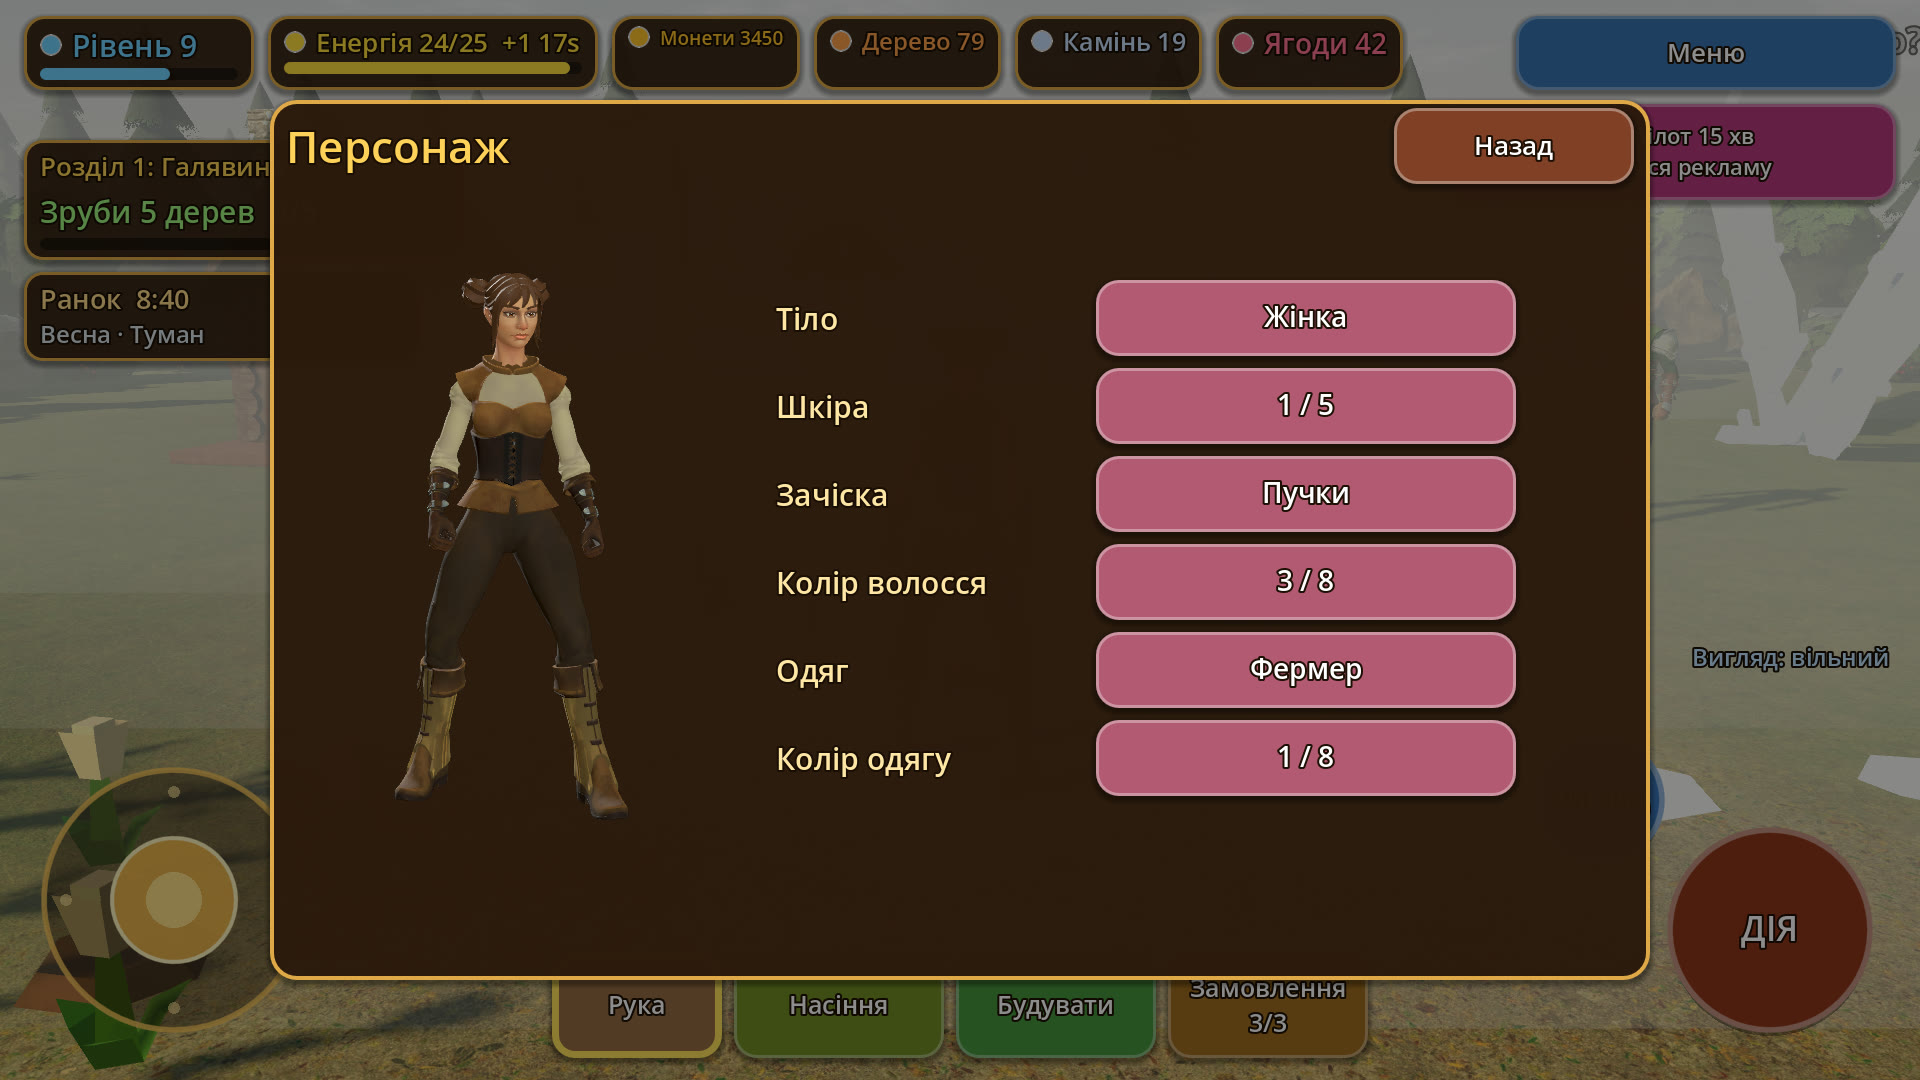 Рівень 9
Енергія 24/25 +1 17s
Монети 3450
Дерево 79
Камінь 19
Ягоди 42
Меню
Персонаж
Назад
лот 15 хв
ся рекламу
Розділ 1: Галявин
Зруби 5 дерев
Ранок 8:40
Весна · Туман
Тіло
Жінка
Шкіра
1 / 5
Зачіска
Пучки
Колір волосся
3 / 8
Одяг
Фермер
Колір одягу
1 / 8
Вигляд: вільний
ДІЯ
Рука
Насіння
Будувати
Замовлення
3/3